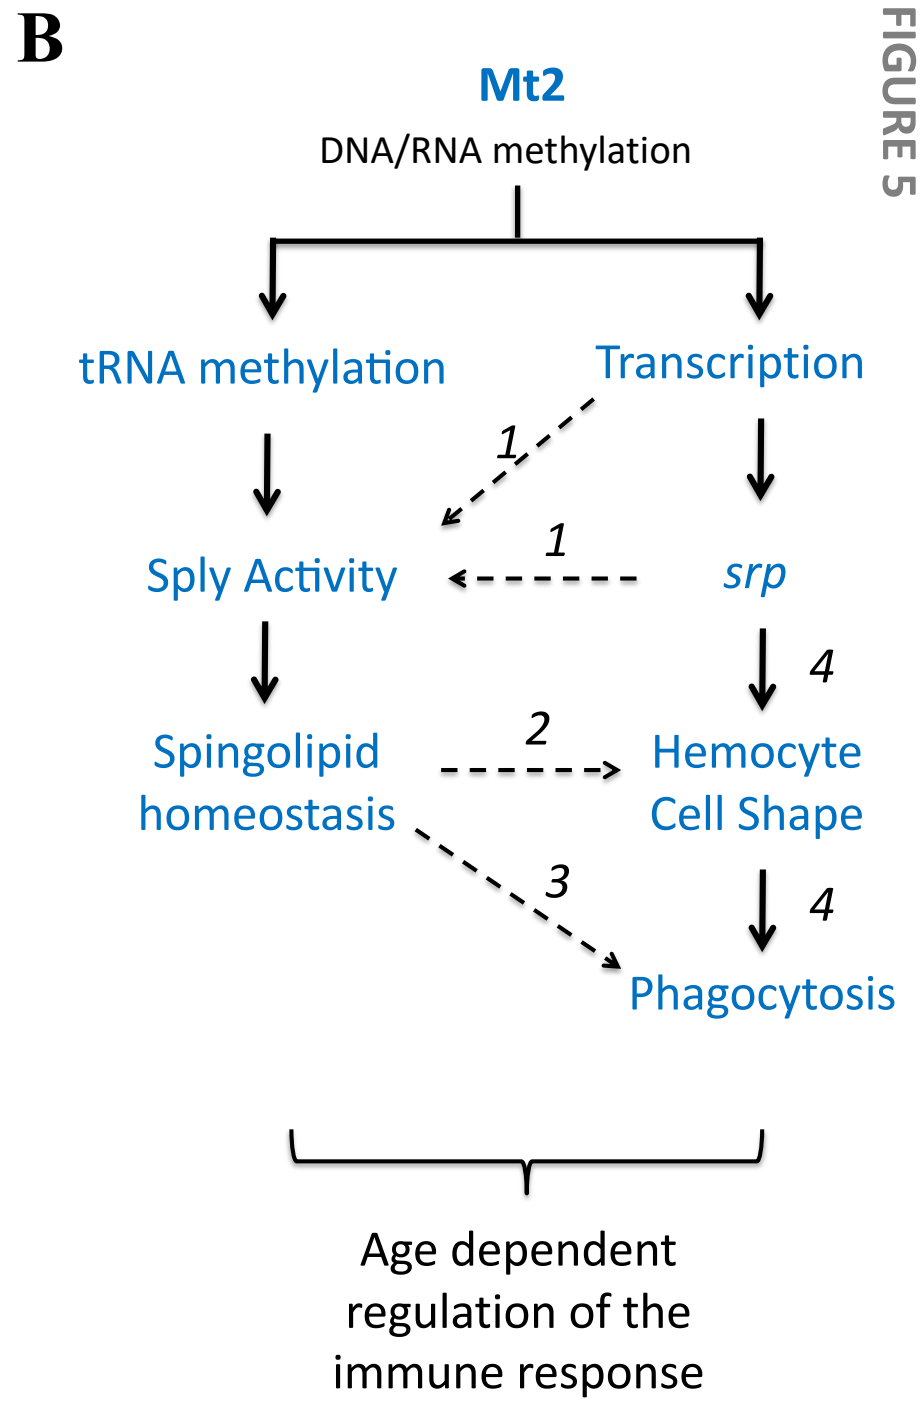 B
FIGURE 5
Mt2
DNA/RNA methylation
tRNA methylation
Transcription
1
1
Sply Activity
srp
4
2
Spingolipid
homeostasis
Hemocyte
Cell Shape
3
4
Phagocytosis
Age dependent
regulation of the
immune response